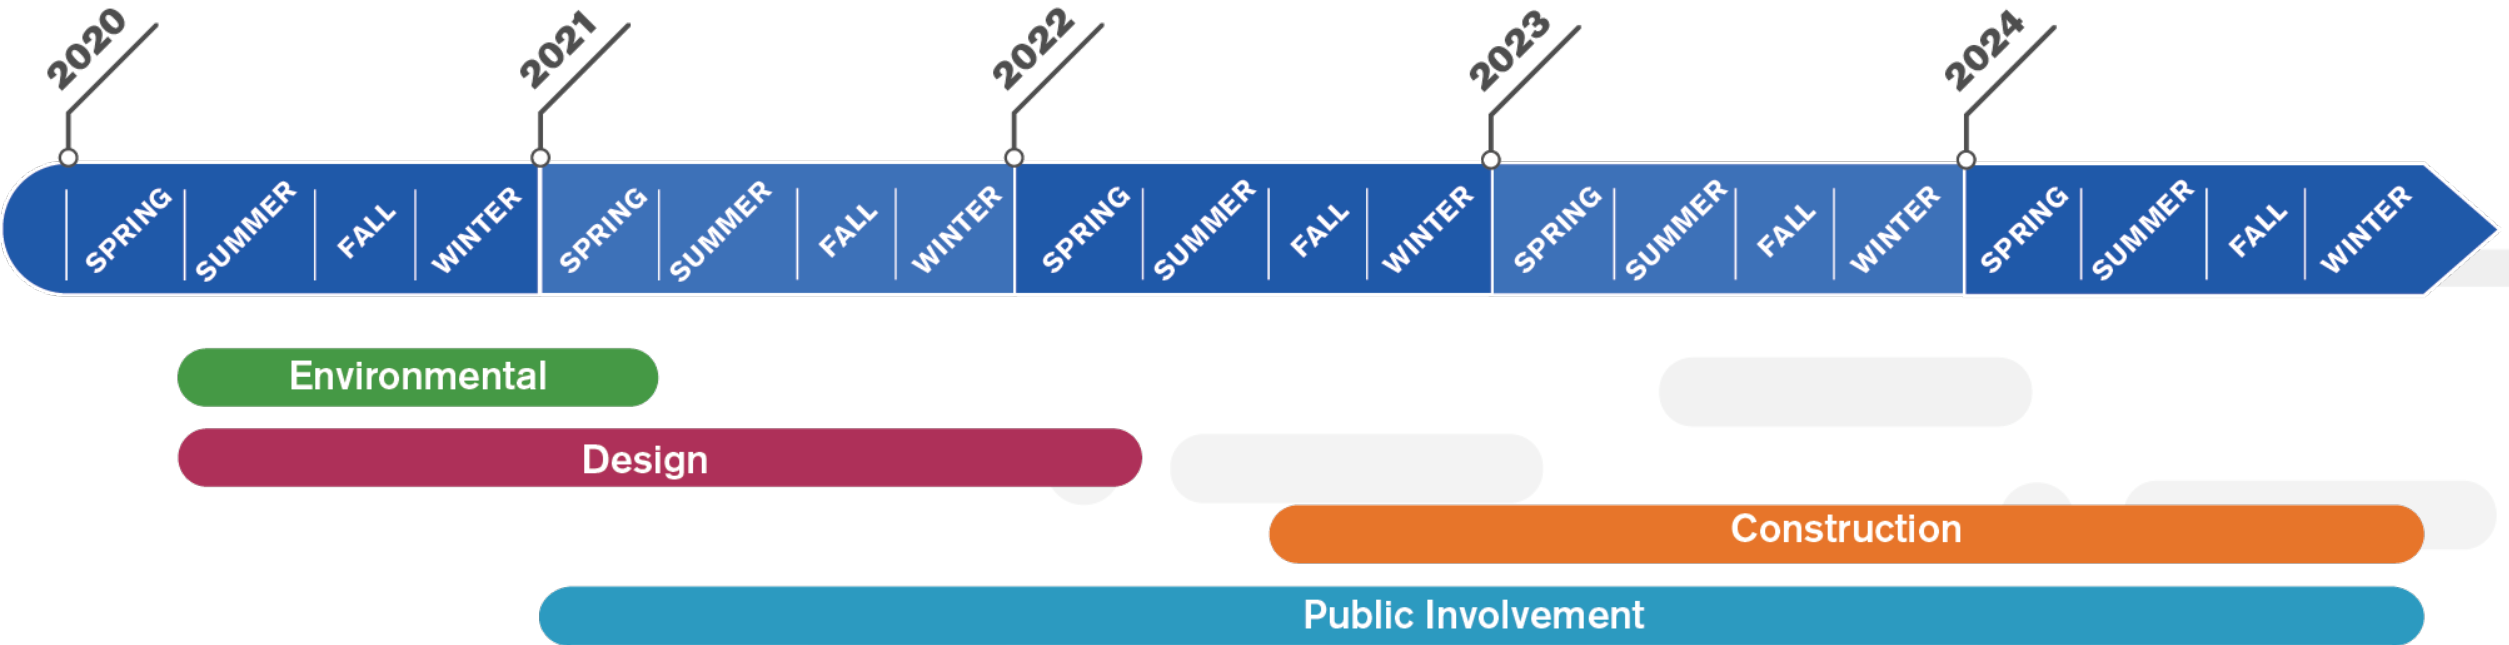 2020
2021
2022
2023
2024
SPRING SUMMER FALL WINTER SPRING SUMMER FALL WINTER SPRING SUMMER FALL WINTER SPRING SUMMER FALL WINTER SPRING SUMMER FALL WINTER
Environmental
Design
Construction
Public Involvement